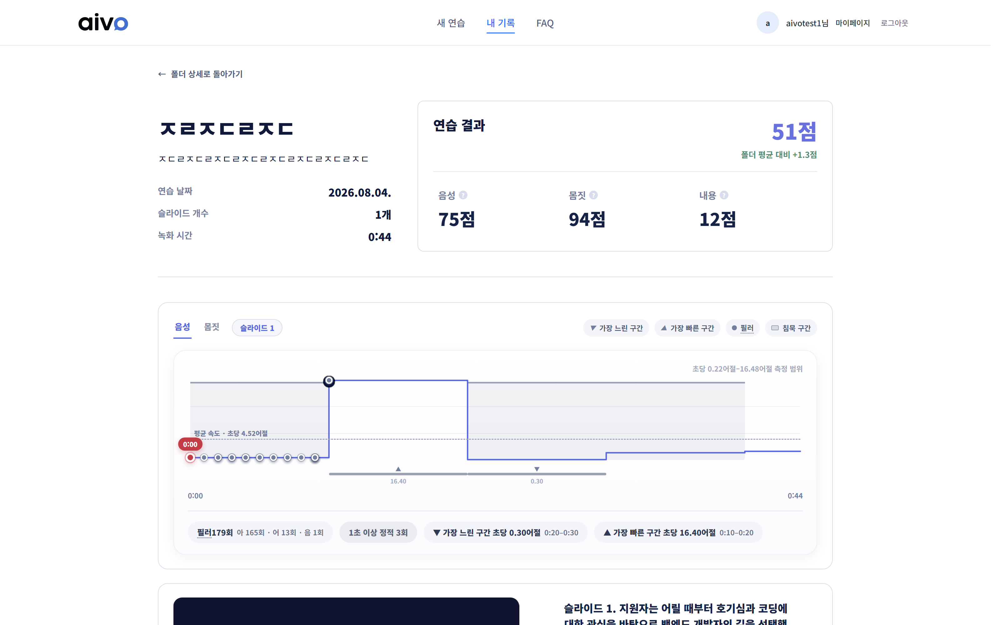 aivo
새 연습 내 기록 FAQ
a aivotest1님 마이페이지 로그아웃
← 폴더 상세로 돌아가기
ㅈㄹㅈㄷㄹㅈㄷ
ㅈㄷㄹㅈㄷㄹㅈㄷㄹㅈㄷㄹㅈㄷㄹㅈㄷㄹㅈㄷㄹㅈㄷ
연습 날짜 2026.08.04.
슬라이드 개수 1개
녹화 시간 0:44
연습 결과
51점
폴더 평균 대비 +1.3점
음성 ? 몸짓 ? 내용 ?
75점 94점 12점
음성 몸짓 슬라이드 1
▼ 가장 느린 구간 ▲ 가장 빠른 구간 필러 침묵 구간
초당 0.22어절–16.48어절 측정 범위
평균 속도 · 초당 4.52어절
0:00
▲ ▼
16.40 0.30
0:00 0:44
필러179회 아 165회 · 어 13회 · 음 1회 1초 이상 정적 3회 ▼ 가장 느린 구간 초당 0.30어절 0:20–0:30 ▲ 가장 빠른 구간 초당 16.40어절 0:10–0:20
슬라이드 1. 지원자는 어릴 때부터 호기심과 코딩에
대한 관심을 바탕으로 백엔드 개발자의 길을 선택했